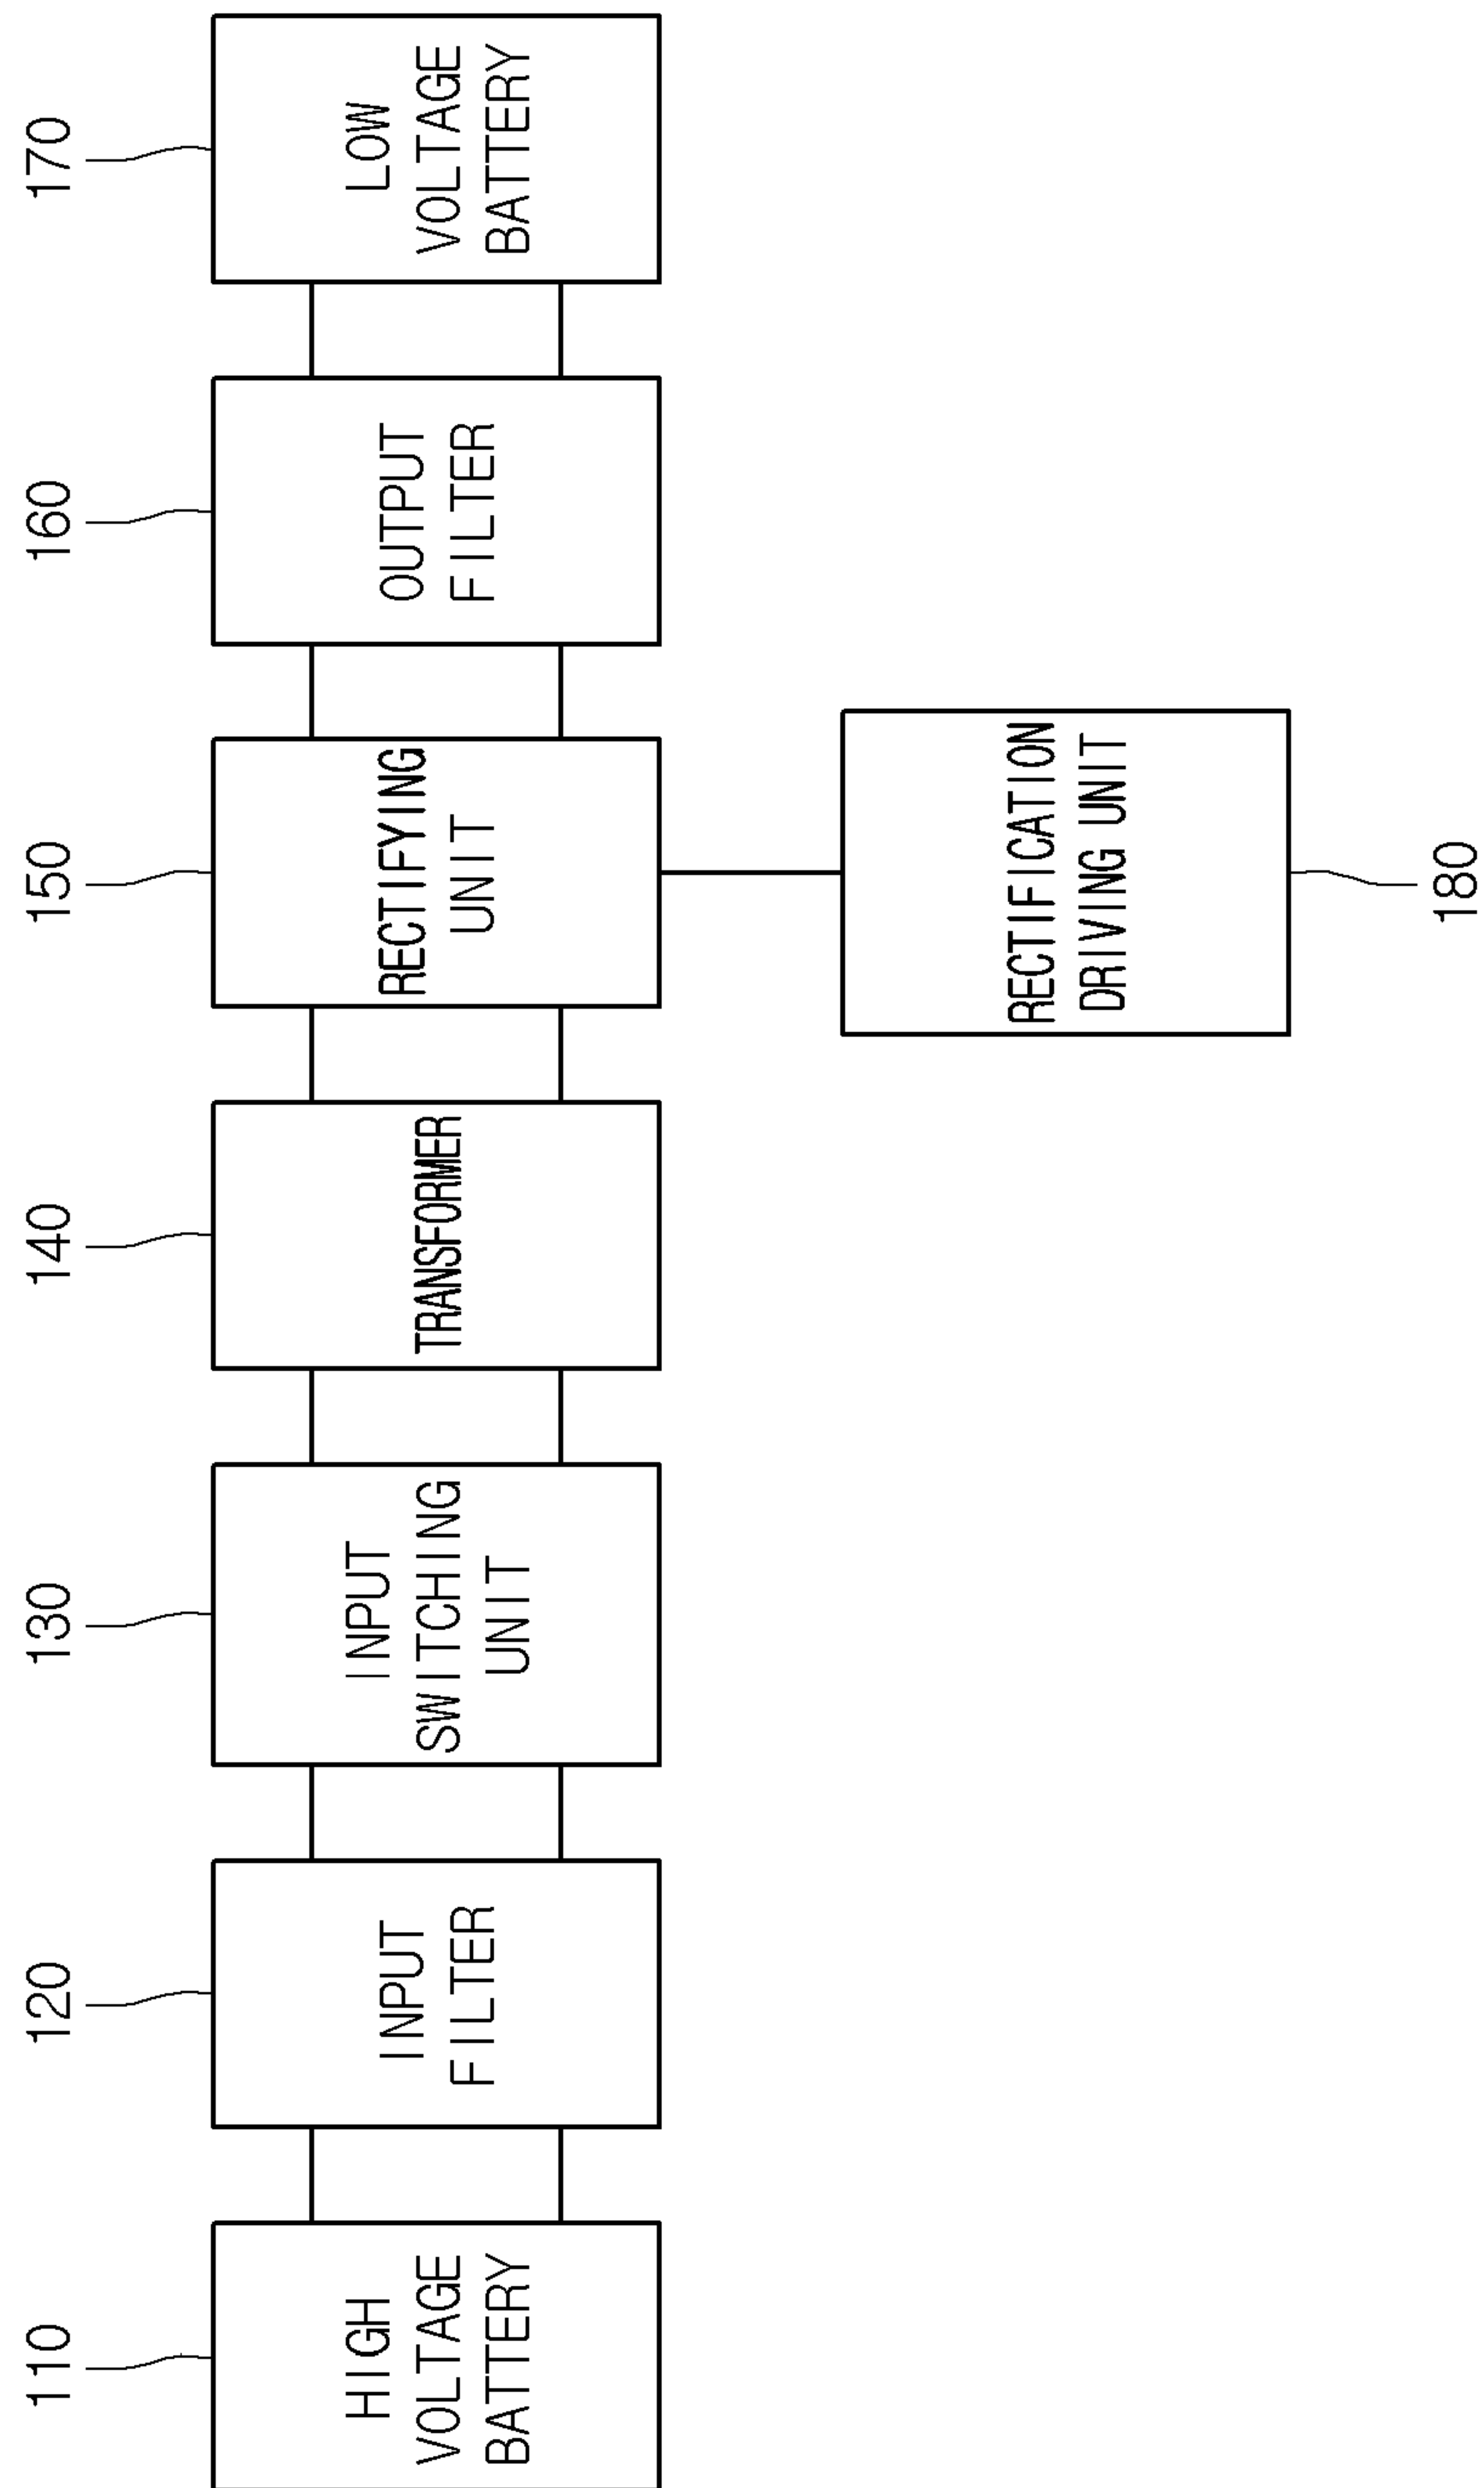 110
120
130
140
150
160
170
HIGH
VOLTAGE
BATTERY
INPUT
FILTER
INPUT
SWITCHING
UNIT
TRANSFORMER
RECTIFYING
UNIT
OUTPUT
FILTER
LOW
VOLTAGE
BATTERY
RECTIFICATION
DRIVING UNIT
180